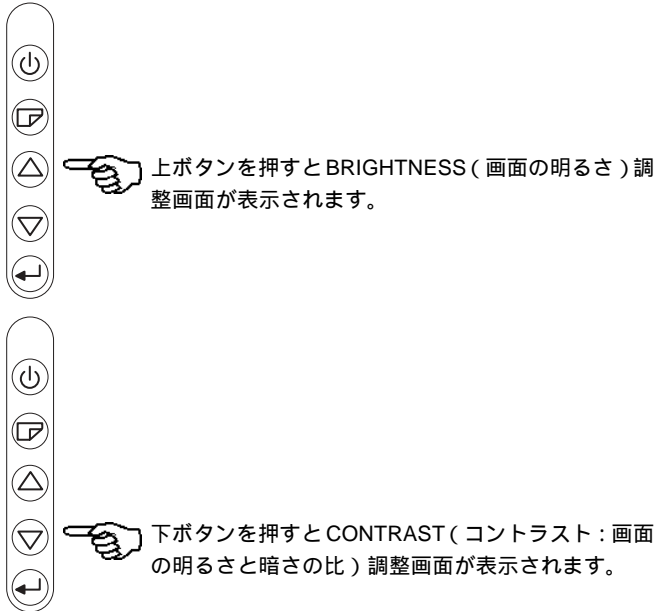 上ボタンを押すとBRIGHTNESS(画面の明るさ)調
整画面が表示されます。
下ボタンを押すとCONTRAST(コントラスト:画面
の明るさと暗さの比)調整画面が表示されます。